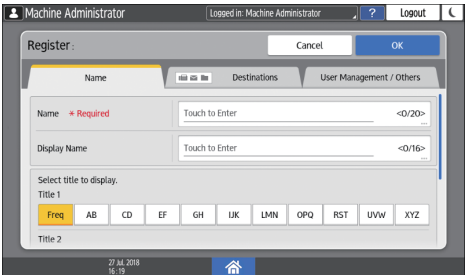 Machine Administrator
Logged in: Machine Administrator
?
Logout
Register :
Cancel
OK
Name
Destinations
User Management / Others
Name * Required
Touch to Enter
<0/20>
...
Display Name
Touch to Enter
<0/16>
...
Select title to display.
Title 1
Freq AB CD EF GH IJK LMN OPQ RST UVW XYZ
Title 2
27 Jul. 2018
16:19